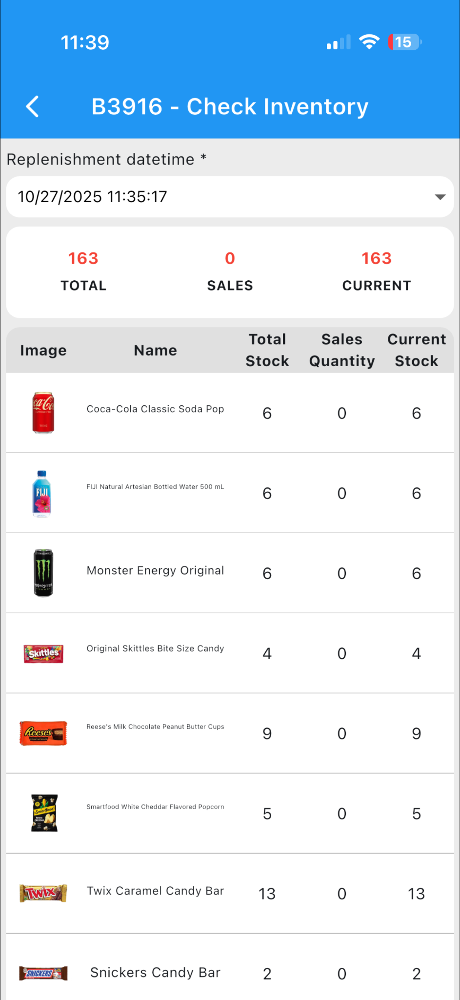 11:39
15
B3916 - Check Inventory
Replenishment datetime *
10/27/2025 11:35:17
163 0 163
TOTAL SALES CURRENT
Image Name Total Stock Sales Quantity Current Stock
Coca-Cola Classic Soda Pop 6 0 6
FIJI
FIJI Natural Artesian Bottled Water 500 mL 6 0 6
MONSTER
Monster Energy Original 6 0 6
Skittles
Original Skittles Bite Size Candy 4 0 4
Reese's
Reese's Milk Chocolate Peanut Butter Cups 9 0 9
Smartfood
WHITE CHEDDAR
Smartfood White Cheddar Flavored Popcorn 5 0 5
TWIX
Twix Caramel Candy Bar 13 0 13
SNICKERS
Snickers Candy Bar 2 0 2